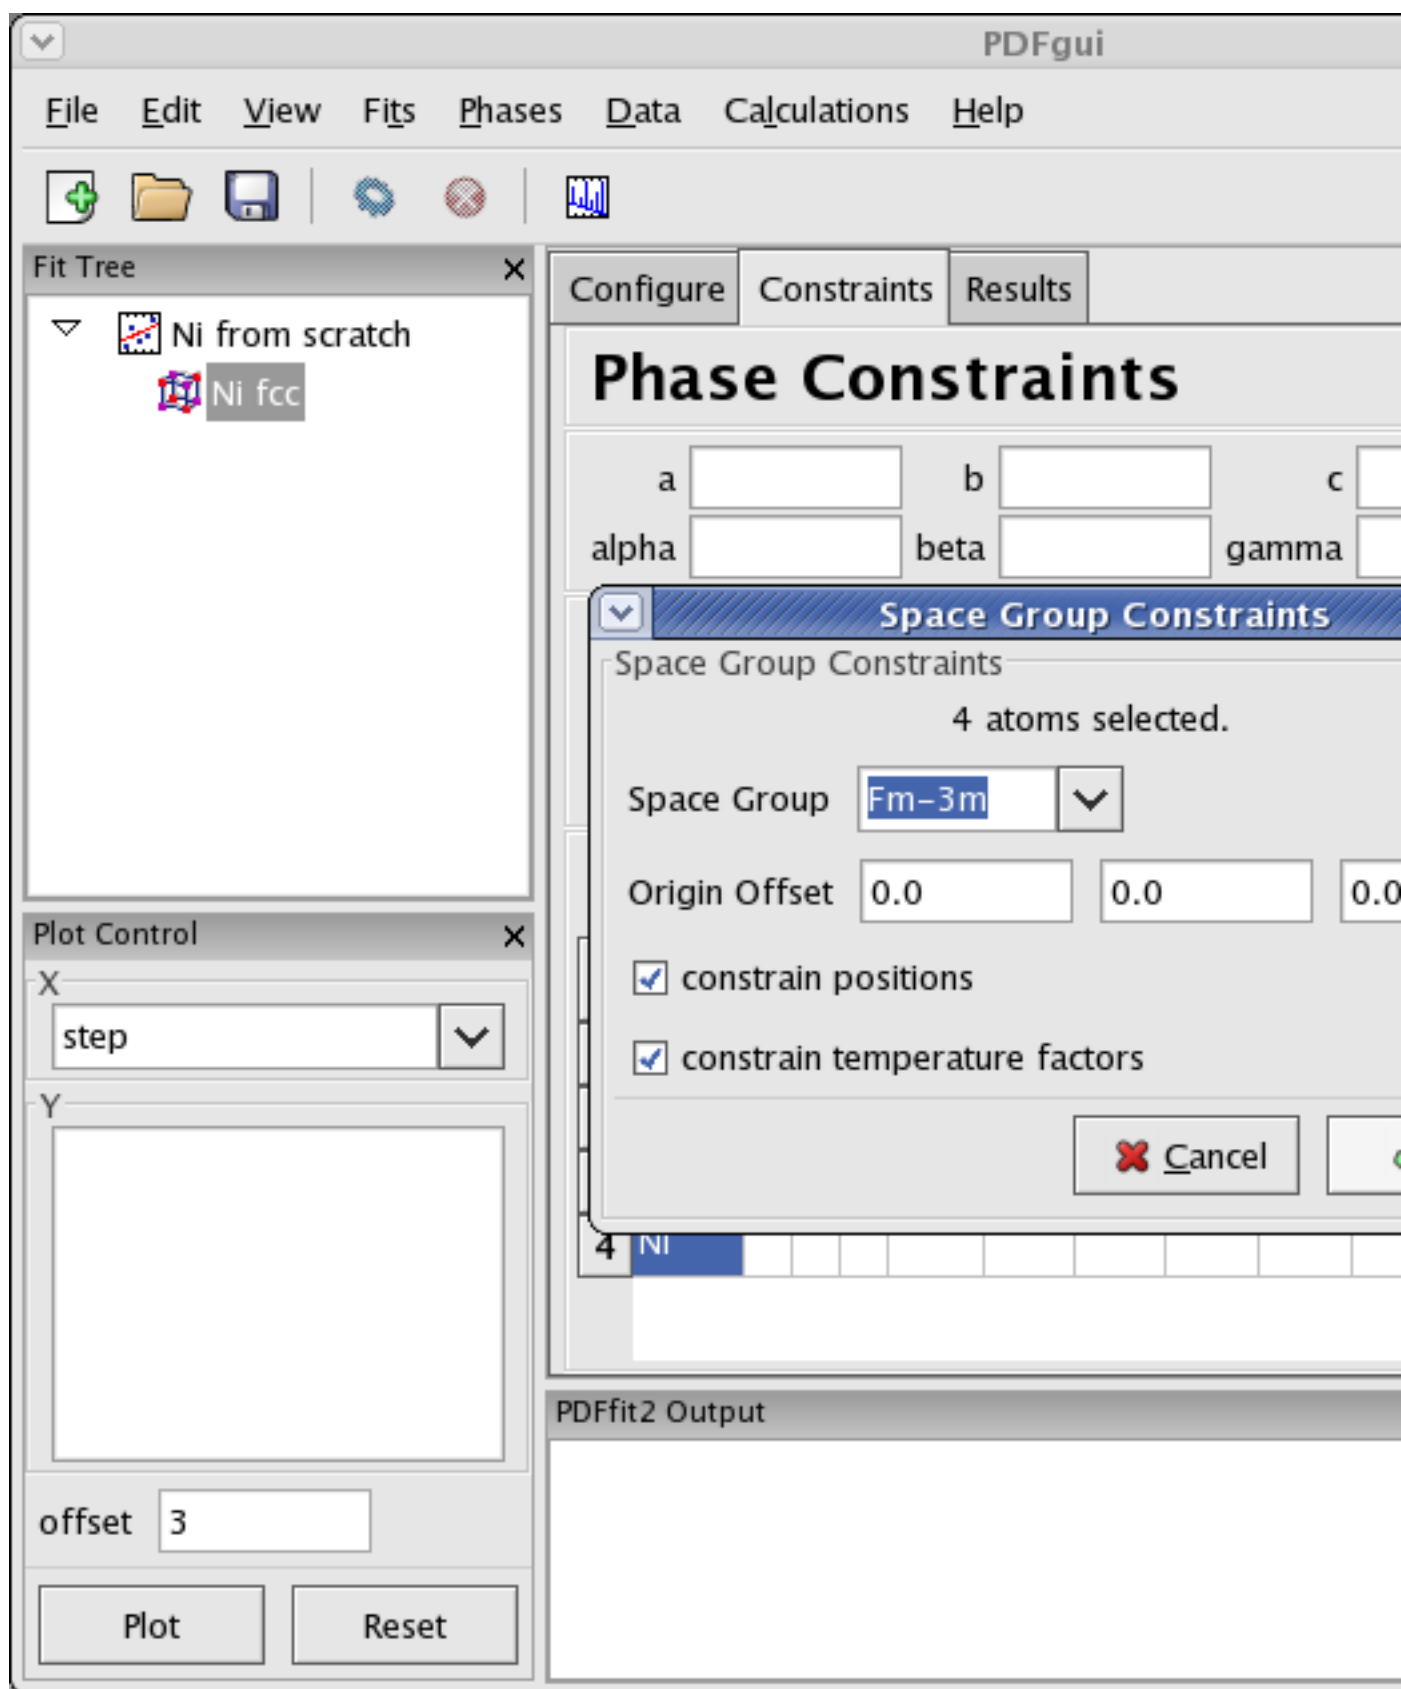 PDFgui
File Edit View Fits Phases Data Calculations Help
Fit Tree
Ni from scratch
Ni fcc
Configure Constraints Results
Phase Constraints
a b c
alpha beta gamma
Space Group Constraints
Space Group Constraints
4 atoms selected.
Space Group Fm-3m
Origin Offset 0.0 0.0 0.0
constrain positions
constrain temperature factors
Cancel
4 Ni
Plot Control
X
step
Y
offset 3
Plot Reset
PDFfit2 Output